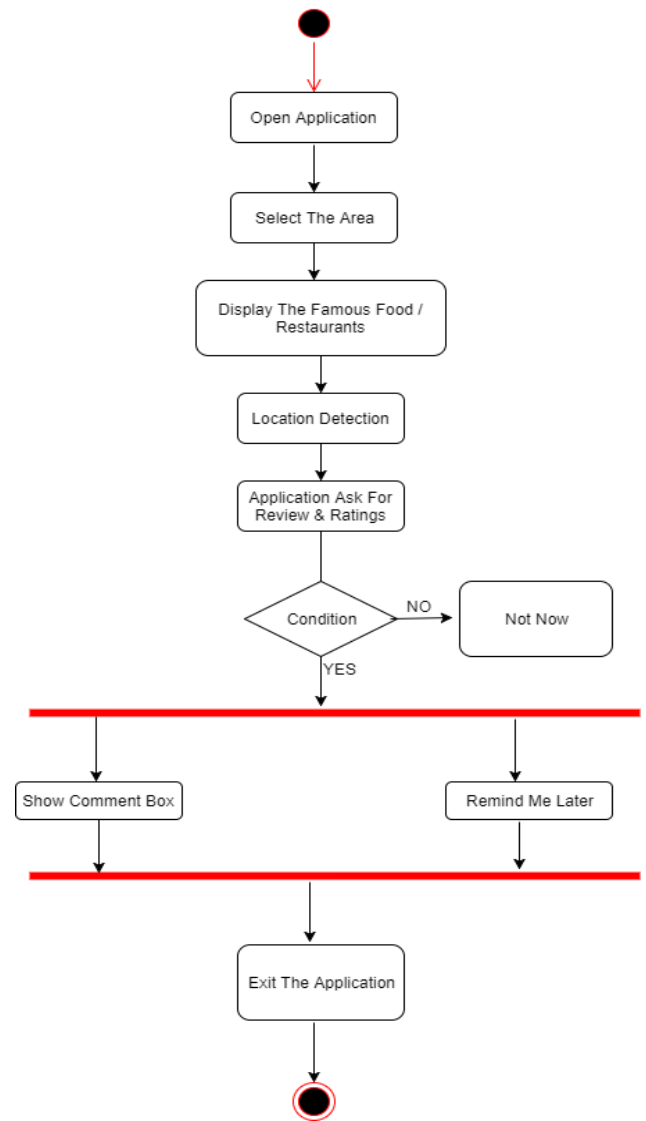 Open Application
Select The Area
Display The Famous Food /
Restaurants
Location Detection
Application Ask For
Review & Ratings
Condition
NO
Not Now
YES
Show Comment Box
Remind Me Later
Exit The Application